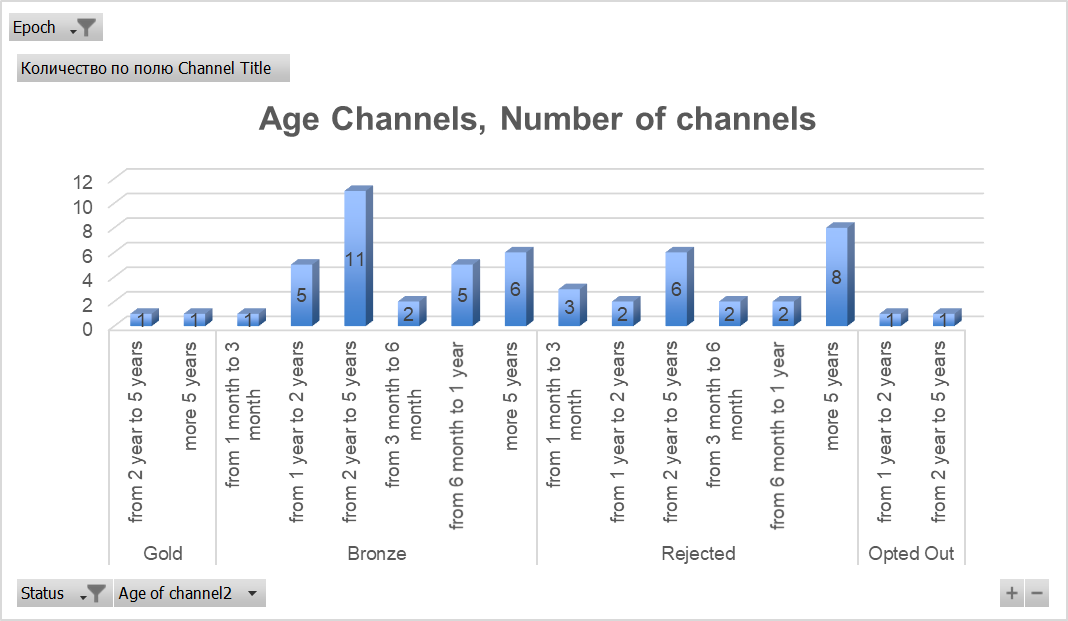 Epoch
Количество по полю Channel Title
Age Channels, Number of channels
12
10
8
6
4
2
0
1
1
1
5
11
2
5
6
3
2
6
2
2
8
1
1
from 2 year to 5 years
more 5 years
from 1 month to 3
month
from 1 year to 2 years
from 2 year to 5 years
from 3 month to 6
month
from 6 month to 1 year
more 5 years
from 1 month to 3
month
from 1 year to 2 years
from 2 year to 5 years
from 3 month to 6
month
from 6 month to 1 year
more 5 years
from 1 year to 2 years
from 2 year to 5 years
Gold
Bronze
Rejected
Opted Out
Status
Age of channel2
+
−